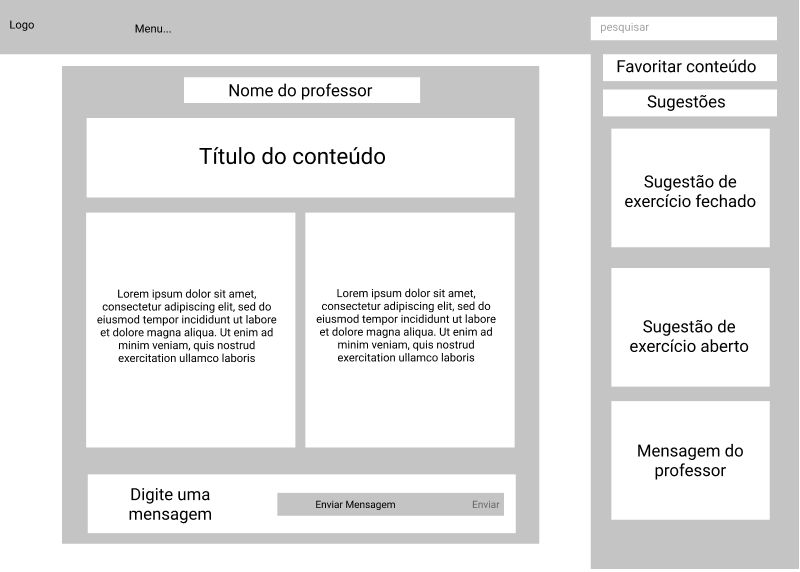 Logo
Menu...
pesquisar
Nome do professor
Título do conteúdo
Lorem ipsum dolor sit amet,
consectetur adipiscing elit, sed do
eiusmod tempor incididunt ut labore
et dolore magna aliqua. Ut enim ad
minim veniam, quis nostrud
exercitation ullamco laboris
Lorem ipsum dolor sit amet,
consectetur adipiscing elit, sed do
eiusmod tempor incididunt ut labore
et dolore magna aliqua. Ut enim ad
minim veniam, quis nostrud
exercitation ullamco laboris
Digite uma
mensagem
Enviar Mensagem
Enviar
Favoritar conteúdo
Sugestões
Sugestão de
exercício fechado
Sugestão de
exercício aberto
Mensagem do
professor